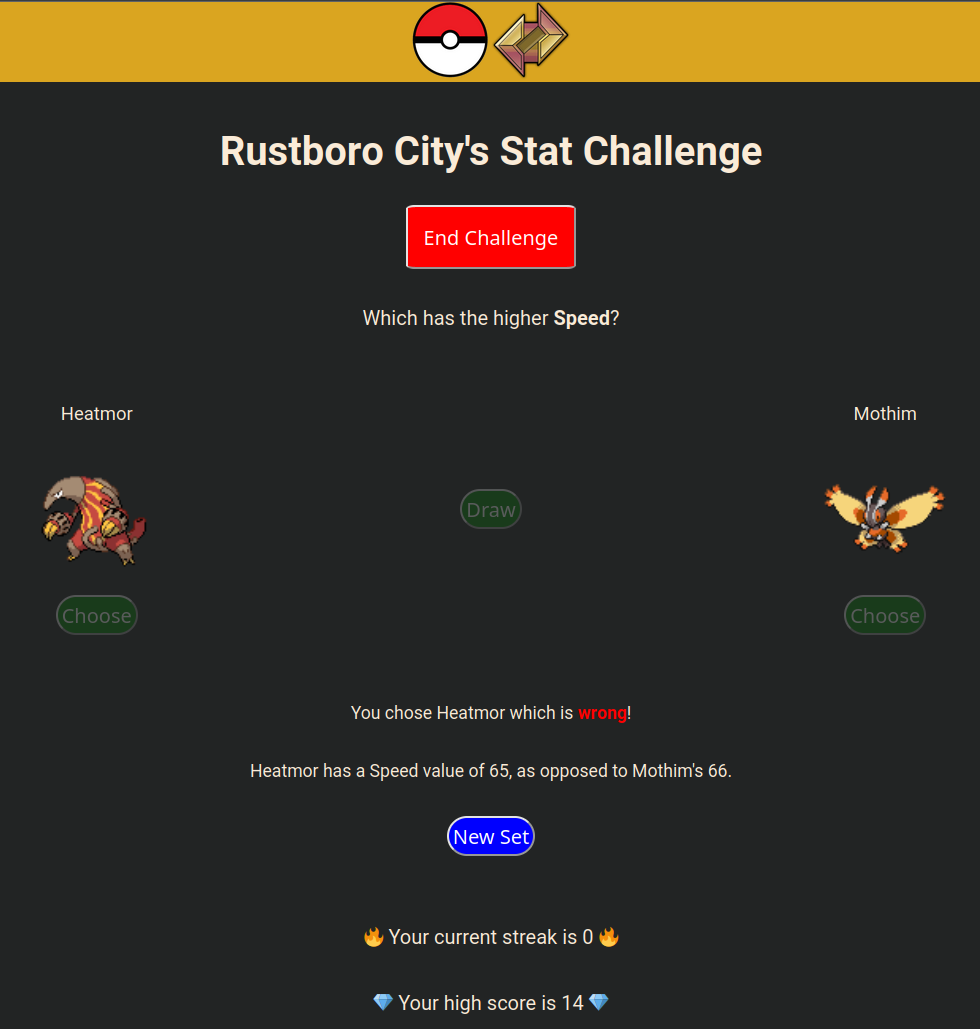 Rustboro City's Stat Challenge
End Challenge
Which has the higher Speed?
Heatmor
Mothim
Draw
Choose
Choose
You chose Heatmor which is wrong!
Heatmor has a Speed value of 65, as opposed to Mothim's 66.
New Set
🔥 Your current streak is 0 🔥
💎 Your high score is 14 💎